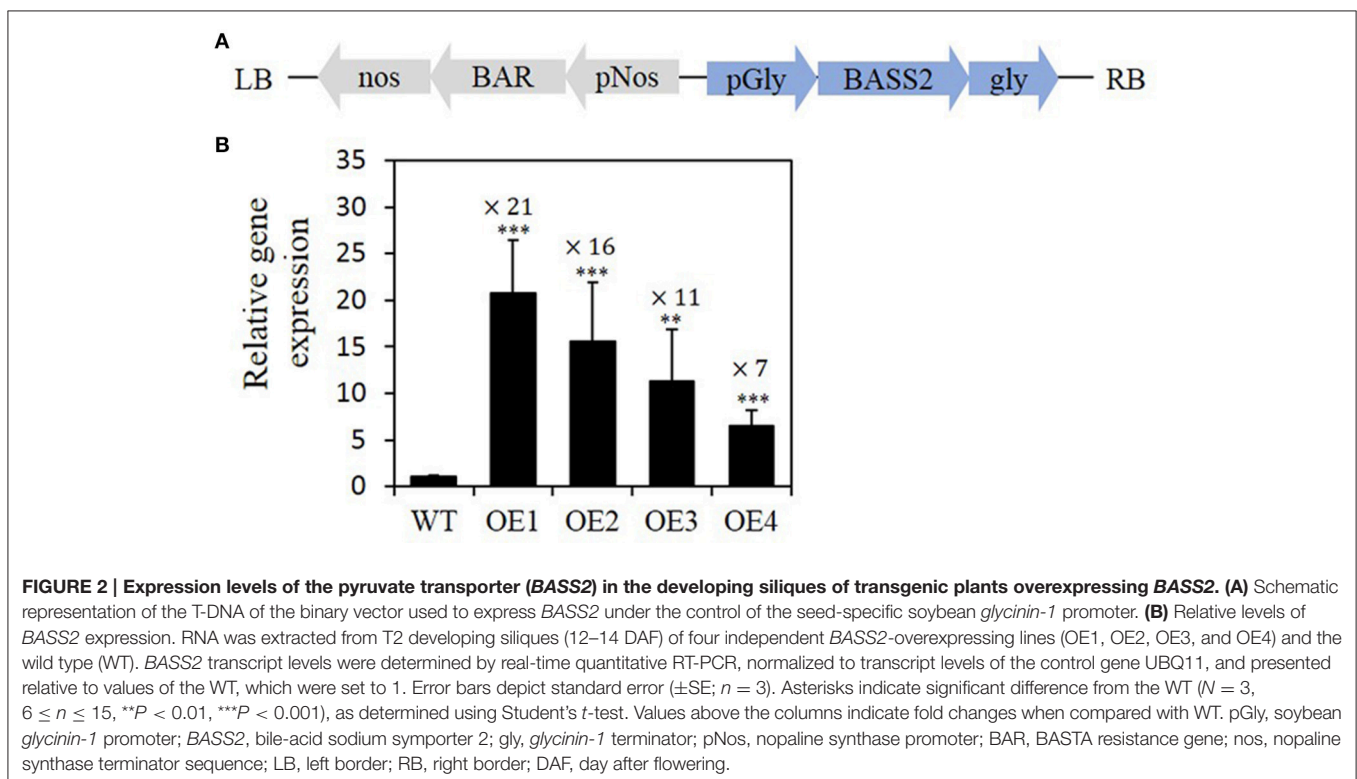 A
LB nos BAR pNos pGly BASS2 gly RB
B
Relative gene
expression
35
30
25
20
15
10
5
0
× 21
***
× 16
***
× 11
**
× 7
***
WT OE1 OE2 OE3 OE4
FIGURE 2 | Expression levels of the pyruvate transporter (BASS2) in the developing siliques of transgenic plants overexpressing BASS2. (A) Schematic
representation of the T-DNA of the binary vector used to express BASS2 under the control of the seed-specific soybean glycinin-1 promoter. (B) Relative levels of
BASS2 expression. RNA was extracted from T2 developing siliques (12–14 DAF) of four independent BASS2-overexpressing lines (OE1, OE2, OE3, and OE4) and the
wild type (WT). BASS2 transcript levels were determined by real-time quantitative RT-PCR, normalized to transcript levels of the control gene UBQ11, and presented
relative to values of the WT, which were set to 1. Error bars depict standard error (±SE; n = 3). Asterisks indicate significant difference from the WT (N = 3,
6 ≤ n ≤ 15, **P < 0.01, ***P < 0.001), as determined using Student's t-test. Values above the columns indicate fold changes when compared with WT. pGly, soybean
glycinin-1 promoter; BASS2, bile-acid sodium symporter 2; gly, glycinin-1 terminator; pNos, nopaline synthase promoter; BAR, BASTA resistance gene; nos, nopaline
synthase terminator sequence; LB, left border; RB, right border; DAF, day after flowering.